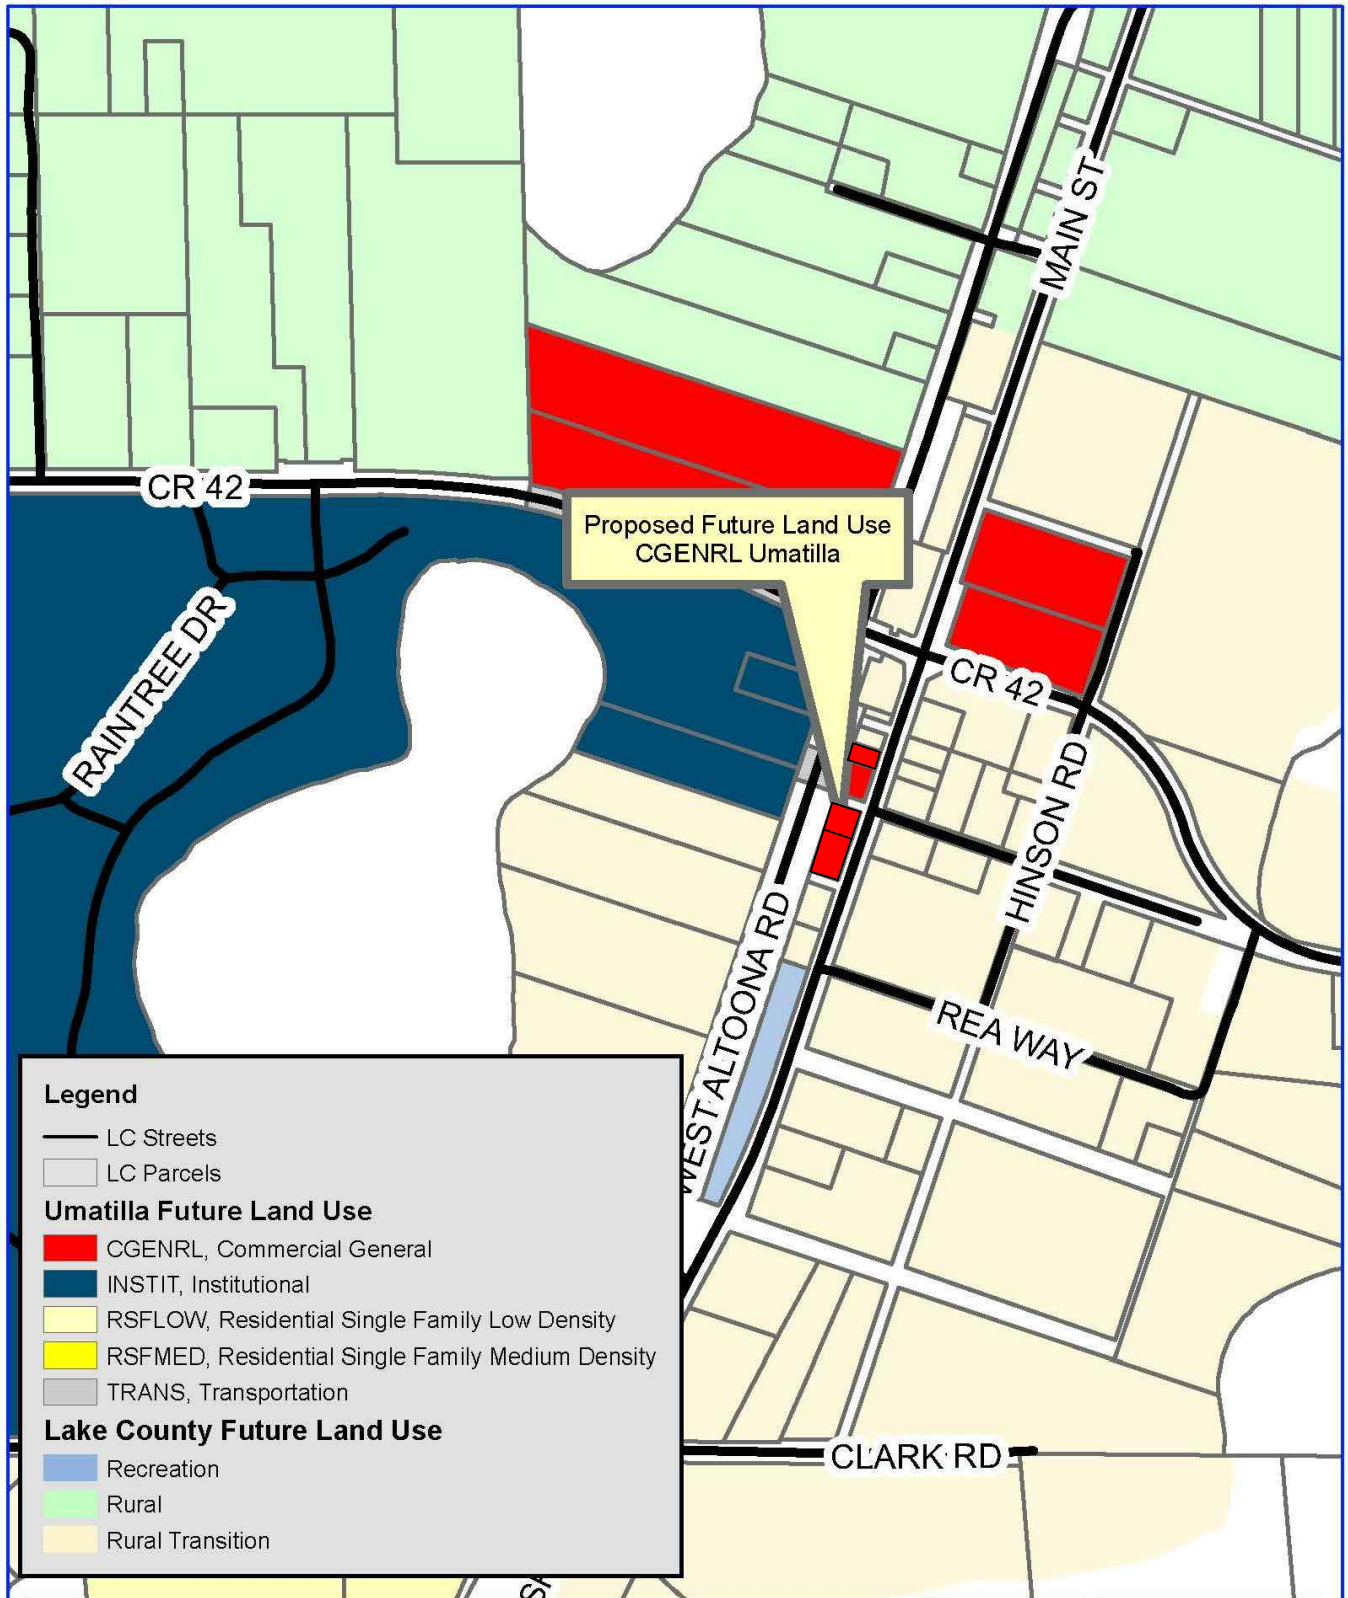 MAIN ST
CR 42
Proposed Future Land Use
CGENRL Umatilla
RAINTREE DR
CR 42
HINSON RD
WEST ALTOONA RD
REA WAY
Legend
LC Streets
LC Parcels
Umatilla Future Land Use
CGENRL, Commercial General
INSTIT, Institutional
RSFLOW, Residential Single Family Low Density
RSFMED, Residential Single Family Medium Density
TRANS, Transportation
Lake County Future Land Use
Recreation
Rural
Rural Transition
CLARK RD